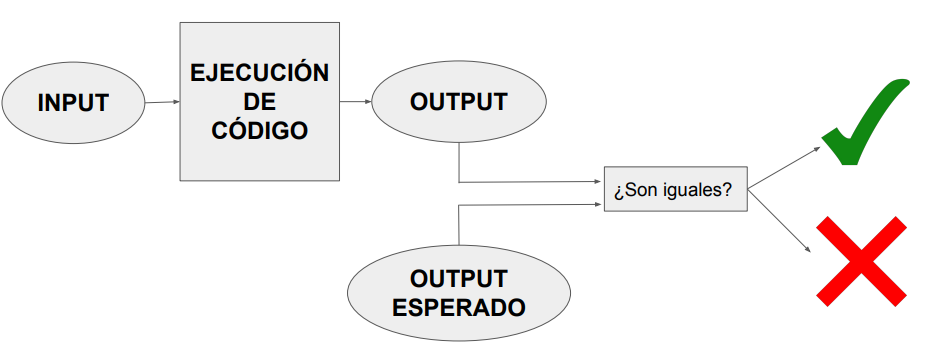 INPUT
EJECUCIÓN
DE
CÓDIGO
OUTPUT
¿Son iguales?
OUTPUT
ESPERADO